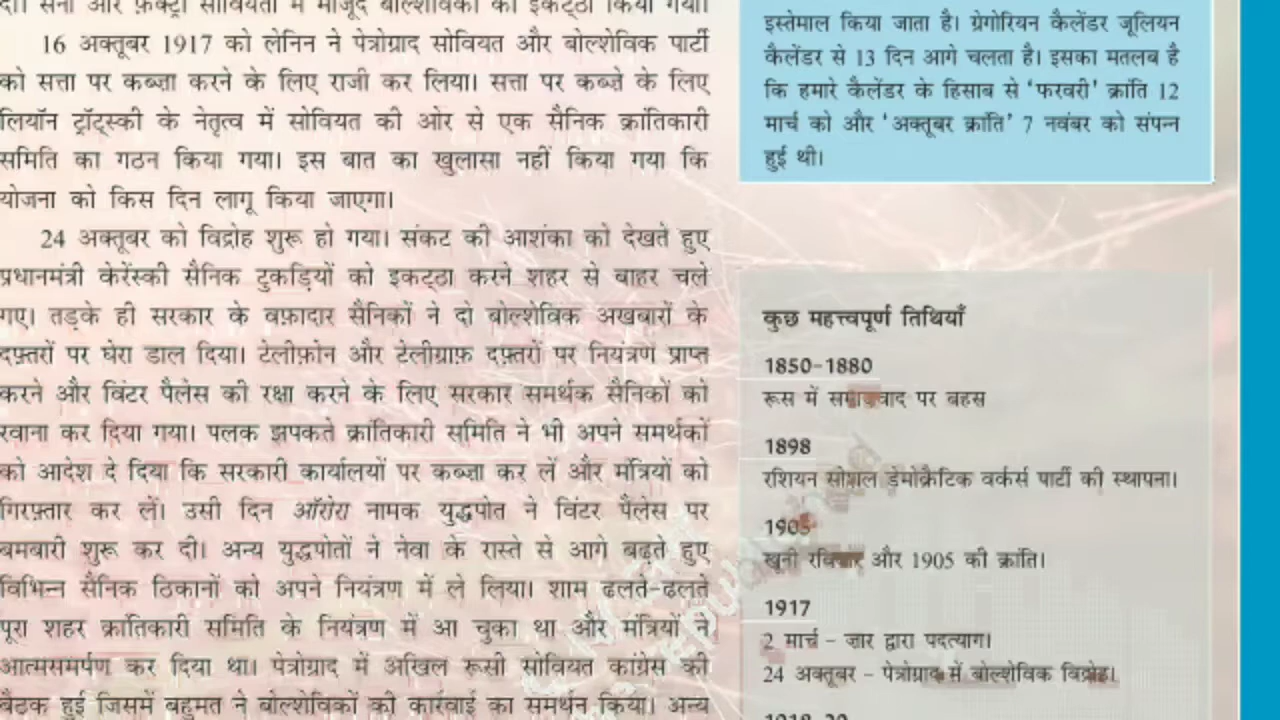 दी। सेना और फ़ैक्ट्री सोवियतों में मौजूद बोल्शेविकों को इकट्ठा किया गया।
16 अक्तूबर 1917 को लेनिन ने पेत्रोग्राद सोवियत और बोल्शेविक पार्टी
को सत्ता पर कब्ज़ा करने के लिए राजी कर लिया। सत्ता पर कब्ज़े के लिए
लियॉन ट्रॉट्स्की के नेतृत्व में सोवियत की ओर से एक सैनिक क्रांतिकारी
समिति का गठन किया गया। इस बात का खुलासा नहीं किया गया कि
योजना को किस दिन लागू किया जाएगा।
24 अक्तूबर को विद्रोह शुरू हो गया। संकट की आशंका को देखते हुए
प्रधानमंत्री केरेंस्की सैनिक टुकड़ियों को इकट्ठा करने शहर से बाहर चले
गए। तड़के ही सरकार के वफ़ादार सैनिकों ने दो बोल्शेविक अखबारों के
दफ़्तरों पर घेरा डाल दिया। टेलीफ़ोन और टेलीग्राफ़ दफ़्तरों पर नियंत्रण प्राप्त
करने और विंटर पैलेस की रक्षा करने के लिए सरकार समर्थक सैनिकों को
रवाना कर दिया गया। पलक झपकते क्रांतिकारी समिति ने भी अपने समर्थकों
को आदेश दे दिया कि सरकारी कार्यालयों पर कब्ज़ा कर लें और मंत्रियों को
गिरफ़्तार कर लें। उसी दिन ऑरोरा नामक युद्धपोत ने विंटर पैलेस पर
बमबारी शुरू कर दी। अन्य युद्धपोतों ने नेवा के रास्ते से आगे बढ़ते हुए
विभिन्न सैनिक ठिकानों को अपने नियंत्रण में ले लिया। शाम ढलते-ढलते
पूरा शहर क्रांतिकारी समिति के नियंत्रण में आ चुका था और मंत्रियों ने
आत्मसमर्पण कर दिया था। पेत्रोग्राद में अखिल रूसी सोवियत कांग्रेस की
बैठक हुई जिसमें बहुमत ने बोल्शेविकों की कार्रवाई का समर्थन किया। अन्य
इस्तेमाल किया जाता है। ग्रेगोरियन कैलेंडर जूलियन
कैलेंडर से 13 दिन आगे चलता है। इसका मतलब है
कि हमारे कैलेंडर के हिसाब से ‘फरवरी’ क्रांति 12
मार्च को और ‘अक्तूबर क्रांति’ 7 नवंबर को संपन्न
हुई थी।
कुछ महत्त्वपूर्ण तिथियाँ
1850-1880
रूस में समाजवाद पर बहस
1898
रशियन सोशल डेमोक्रैटिक वर्कर्स पार्टी की स्थापना।
1905
खूनी रविवार और 1905 की क्रांति।
1917
2 मार्च - ज़ार द्वारा पदत्याग।
24 अक्तूबर - पेत्रोग्राद में बोल्शेविक विद्रोह।
1918-20